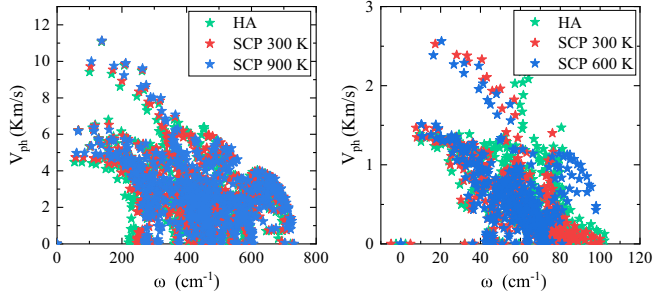 HA
SCP 300 K
SCP 900 K
V_ph (Km/s)
12
10
8
6
4
2
0
0 200 400 600 800
ω (cm⁻¹)
HA
SCP 300 K
SCP 600 K
V_ph (Km/s)
3
2
1
0
0 20 40 60 80 100 120
ω (cm⁻¹)